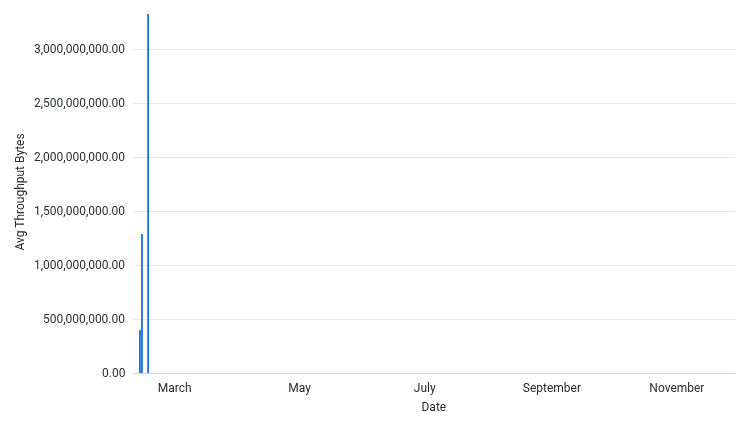 3,000,000,000.00
2,500,000,000.00
2,000,000,000.00
1,500,000,000.00
1,000,000,000.00
500,000,000.00
0.00
Avg Throughput Bytes
March May July September November
Date